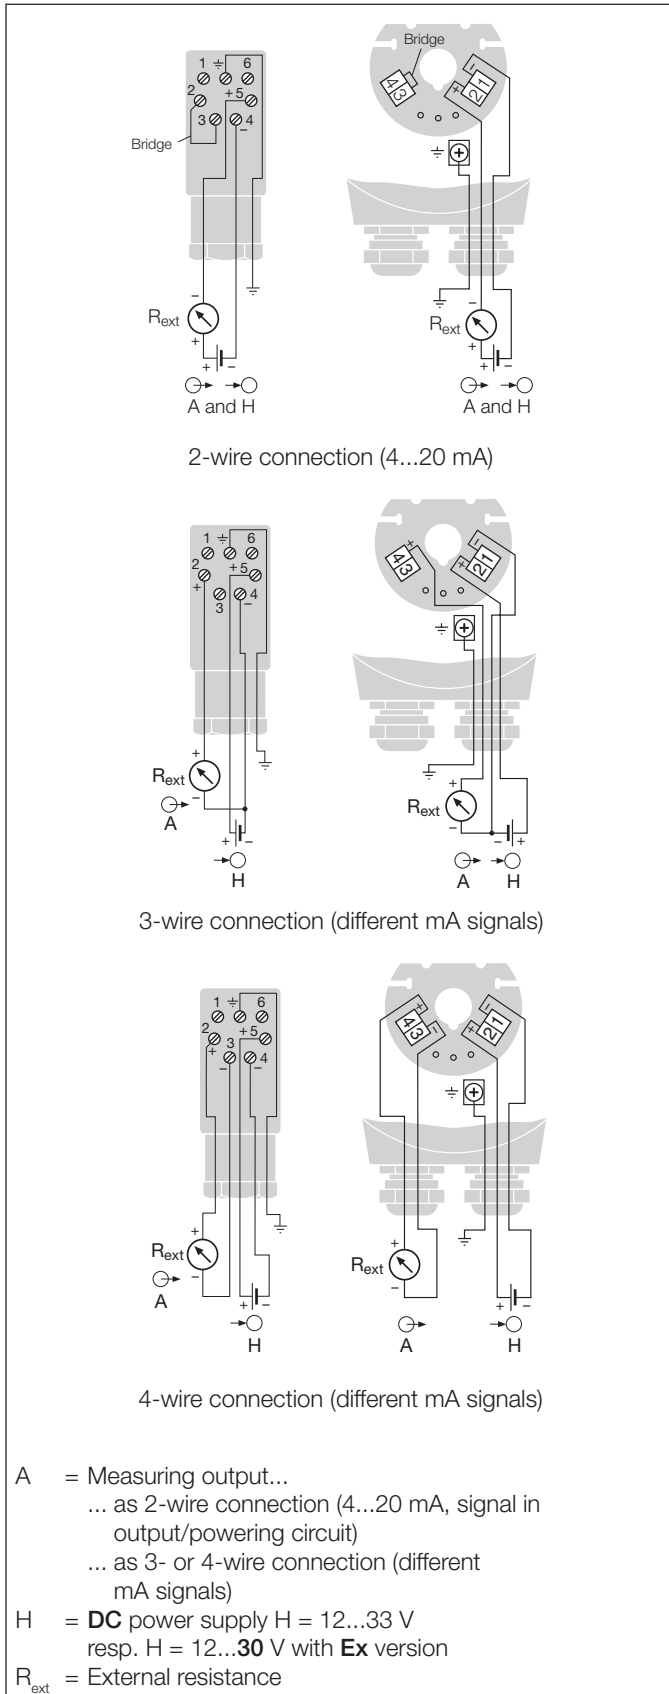 1 ⏚ 6
2 +5
3 4
–
Bridge
–
R_ext
+
+ –
A and H
Bridge
4 3
–
+
2 1
⏚ +
–
R_ext
+
+ –
A and H
2-wire connection (4...20 mA)
1 ⏚ 6
2 +5
+
3 4
–
+
R_ext
–
A
+ –
H
+
4 3
–
+
2 1
⏚ +
+
R_ext
–
– +
A H
3-wire connection (different mA signals)
1 ⏚ 6
2 +5
+ 3 4
– –
+
R_ext
–
A
+ –
H
+
4 3
–
–
+
2 1
⏚ +
+
R_ext
–
A
+ –
H
4-wire connection (different mA signals)
A = Measuring output...
... as 2-wire connection (4...20 mA, signal in
output/powering circuit)
... as 3- or 4-wire connection (different
mA signals)
H = DC power supply H = 12...33 V
resp. H = 12...30 V with Ex version
R_ext = External resistance